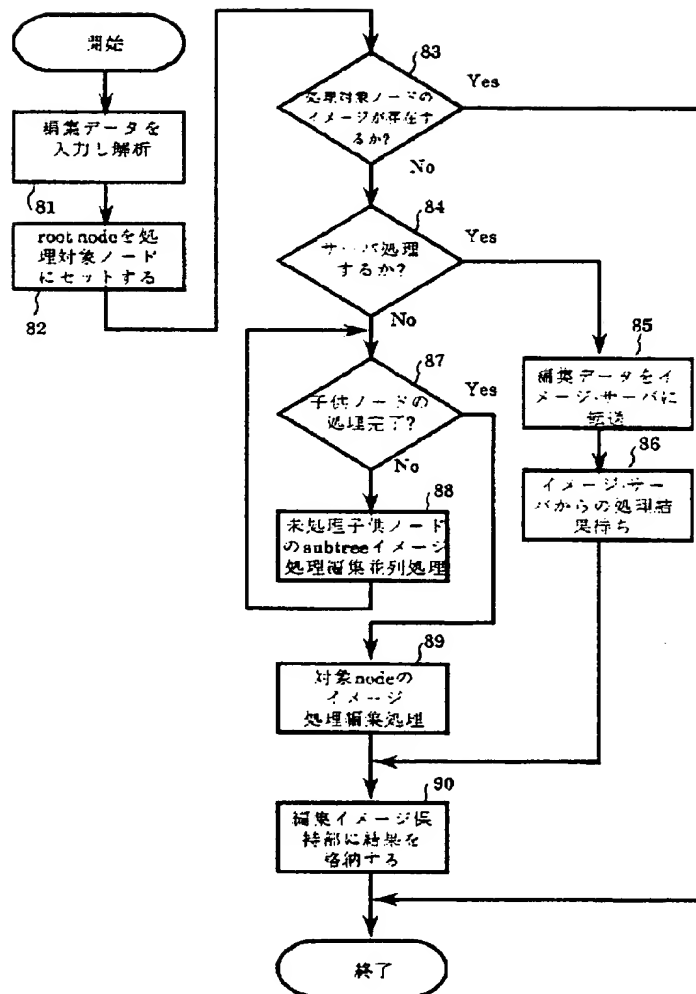 開始
編集データを
入力し解析
81
root nodeを処
理対象ノード
にセットする
82
83
処理対象ノードの
イメージが存在す
るか?
Yes
No
84
サーバ処理
するか?
Yes
No
85
編集データをイ
メージ・サーバに
転送
86
イメージ・サー
バからの処理結
果待ち
87
子供ノードの
処理完了?
Yes
No
88
未処理子供ノード
のsubtreeイメージ
処理編集並列処理
89
対象nodeの
イメージ
処理編集処理
90
編集イメージ保
持部に結果を
格納する
終了